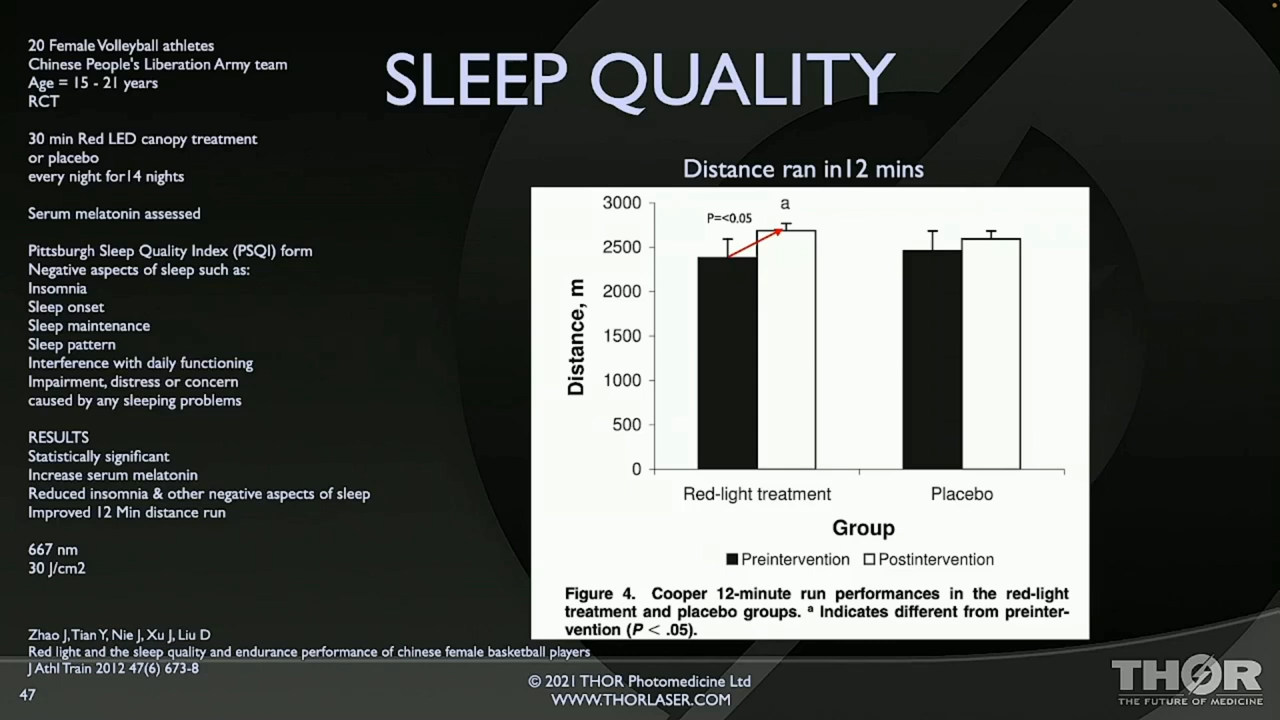 SLEEP QUALITY
20 Female Volleyball athletes
Chinese People's Liberation Army team
Age = 15 - 21 years
RCT
30 min Red LED canopy treatment
or placebo
every night for14 nights
Serum melatonin assessed
Pittsburgh Sleep Quality Index (PSQI) form
Negative aspects of sleep such as:
Insomnia
Sleep onset
Sleep maintenance
Sleep pattern
Interference with daily functioning
Impairment, distress or concern
caused by any sleeping problems
RESULTS
Statistically significant
Increase serum melatonin
Reduced insomnia & other negative aspects of sleep
Improved 12 Min distance run
667 nm
30 J/cm2
Distance ran in12 mins
3000
2500
2000
1500
1000
500
0
Distance, m
P=<0.05
a
Red-light treatment
Placebo
Group
Preintervention
Postintervention
Figure 4. Cooper 12-minute run performances in the red-light
treatment and placebo groups. ᵃ Indicates different from preinter-
vention (P < .05).
Zhao J, Tian Y, Nie J, Xu J, Liu D
Red light and the sleep quality and endurance performance of chinese female basketball players
J Athl Train 2012 47(6) 673-8
47
© 2021 THOR Photomedicine Ltd
WWW.THORLASER.COM
THOR
THE FUTURE OF MEDICINE